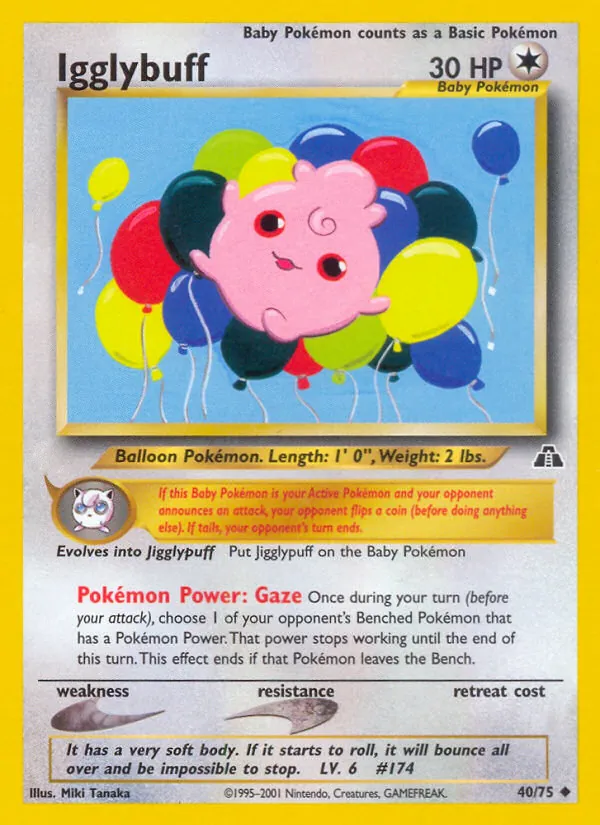 Baby Pokémon counts as a Basic Pokémon
Igglybuff
30 HP
Baby Pokémon
Balloon Pokémon. Length: 1' 0", Weight: 2 lbs.
If this Baby Pokémon is your Active Pokémon and your opponent
announces an attack, your opponent flips a coin (before doing anything
else). If tails, your opponent's turn ends.
Evolves into Jigglypuff Put Jigglypuff on the Baby Pokémon
Pokémon Power: Gaze Once during your turn (before
your attack), choose 1 of your opponent's Benched Pokémon that
has a Pokémon Power. That power stops working until the end of
this turn. This effect ends if that Pokémon leaves the Bench.
weakness resistance retreat cost
It has a very soft body. If it starts to roll, it will bounce all
over and be impossible to stop. LV. 6 #174
Illus. Miki Tanaka ©1995-2001 Nintendo, Creatures, GAMEFREAK. 40/75